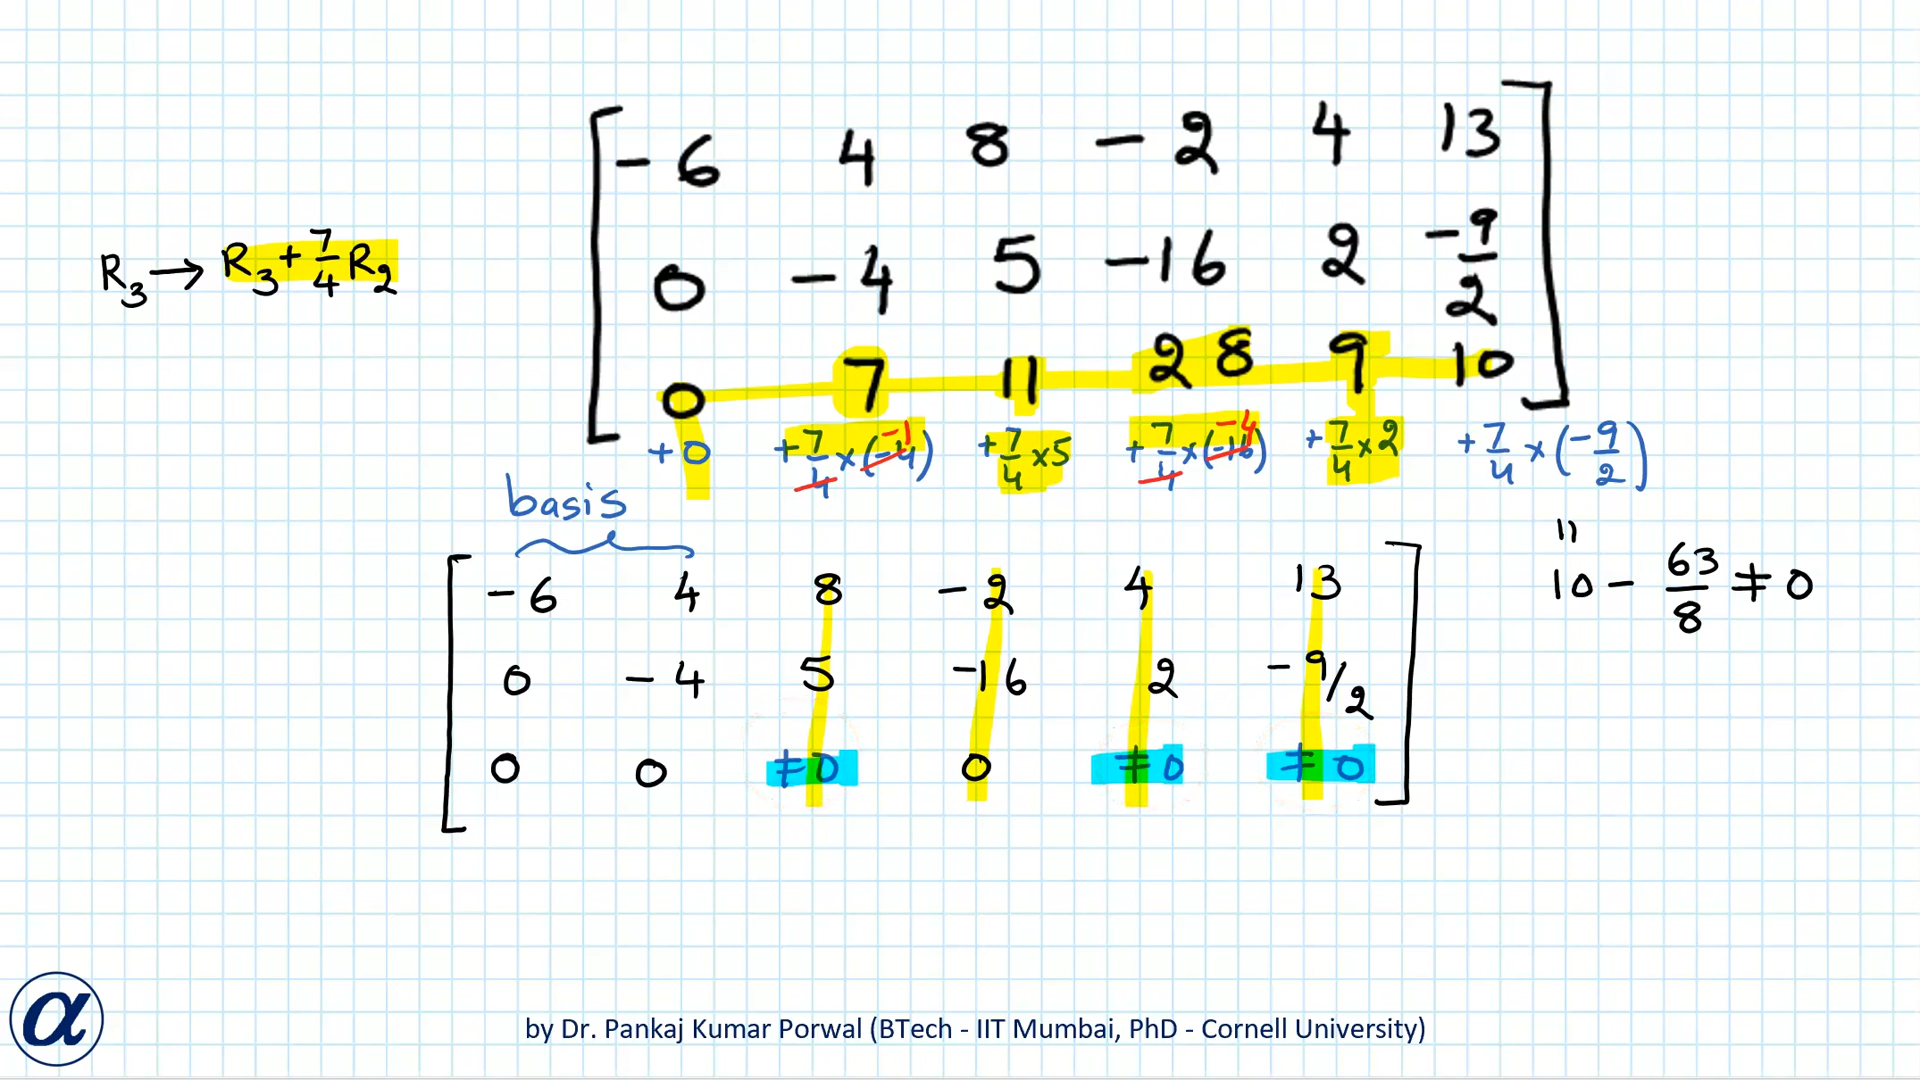 -6 4 8 -2 4 13
R3 → R3 + 7/4 R2
0 -4 5 -16 2 -9/2
0 7 11 28 9 10
+0 +7/4×(-4) -1 +7/4×5 +7/4×(-16) -4 +7/4×2 +7/4×(-9/2)
basis
11
10 - 63/8 ≠ 0
-6 4 8 -2 4 13
0 -4 5 -16 2 -9/2
0 0 ≠0 0 ≠0 ≠0
α
by Dr. Pankaj Kumar Porwal (BTech - IIT Mumbai, PhD - Cornell University)